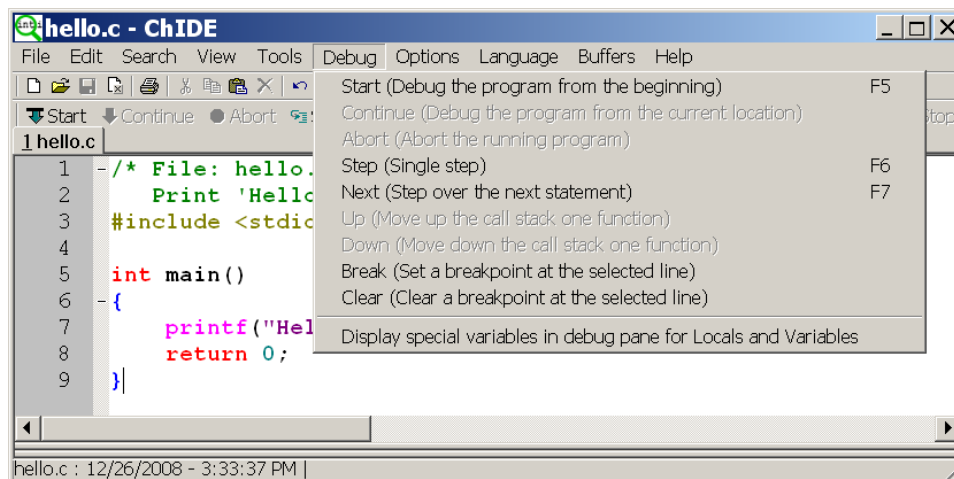 hello.c - ChIDE
File Edit Search View Tools Debug Options Language Buffers Help
Start (Debug the program from the beginning) F5
Start Continue Abort
Continue (Debug the program from the current location)
Stop
Abort (Abort the running program)
1 hello.c
Step (Single step) F6
Next (Step over the next statement) F7
Up (Move up the call stack one function)
Down (Move down the call stack one function)
Break (Set a breakpoint at the selected line)
Clear (Clear a breakpoint at the selected line)
Display special variables in debug pane for Locals and Variables
1 /* File: hello.
2 Print 'Hello
3 #include <stdio
4
5 int main()
6 {
7 printf("Hel
8 return 0;
9 }
hello.c : 12/26/2008 - 3:33:37 PM |